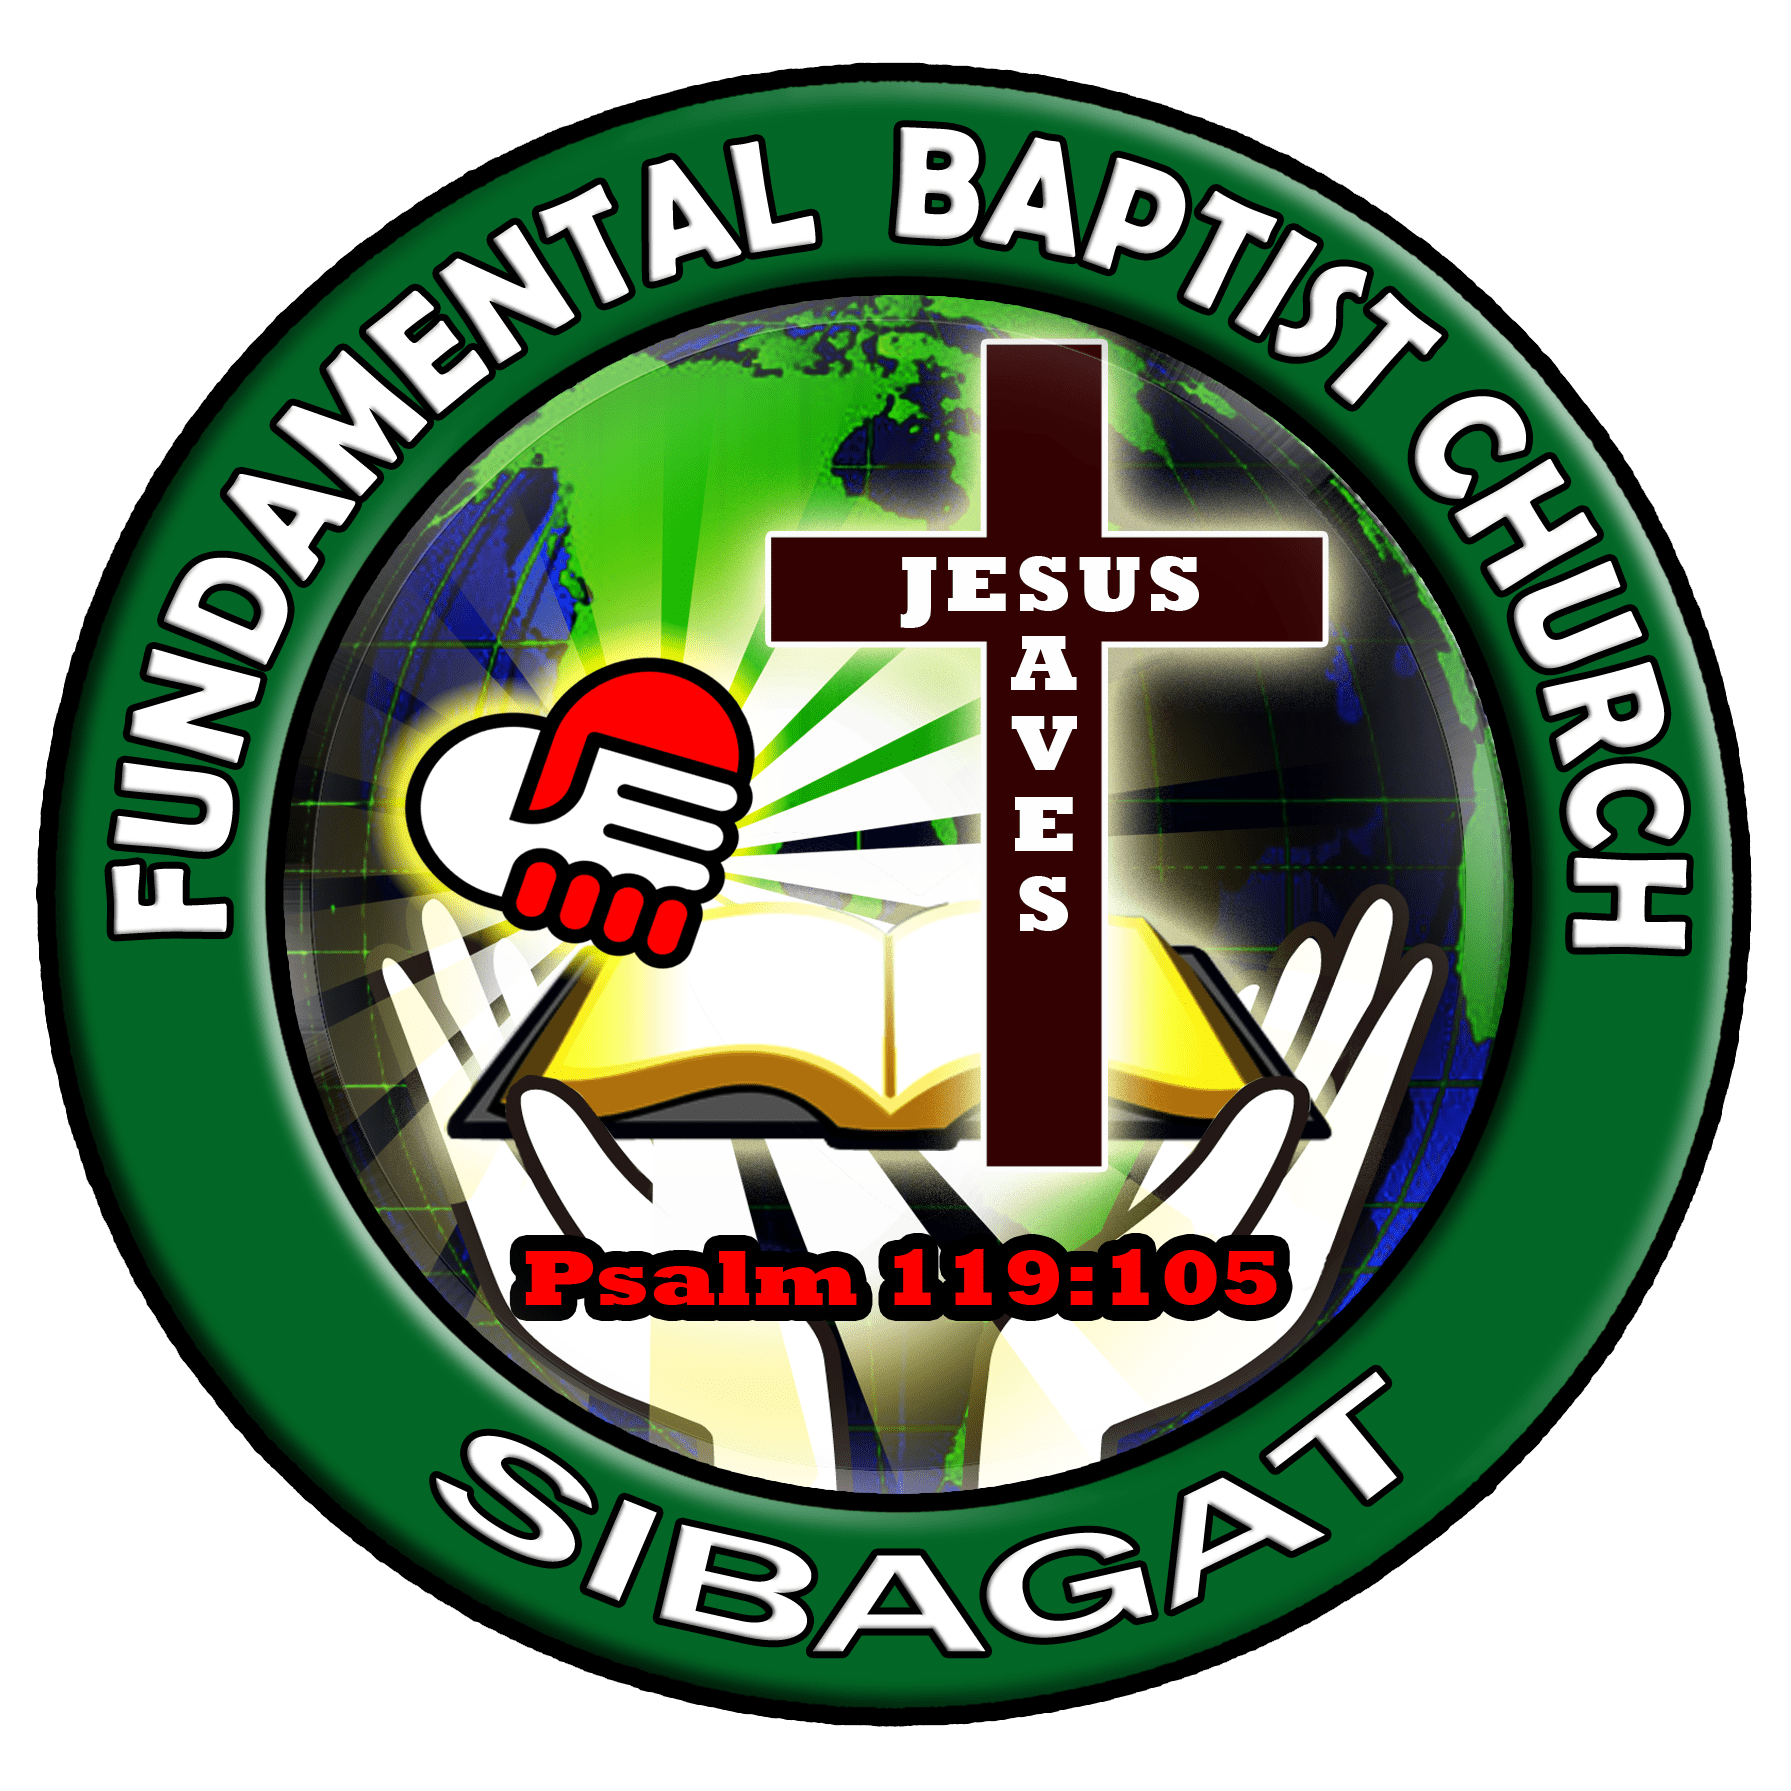 FUNDAMENTAL BAPTIST CHURCH
JESUS
SAVES
Psalm 119:105
SIBAGAT